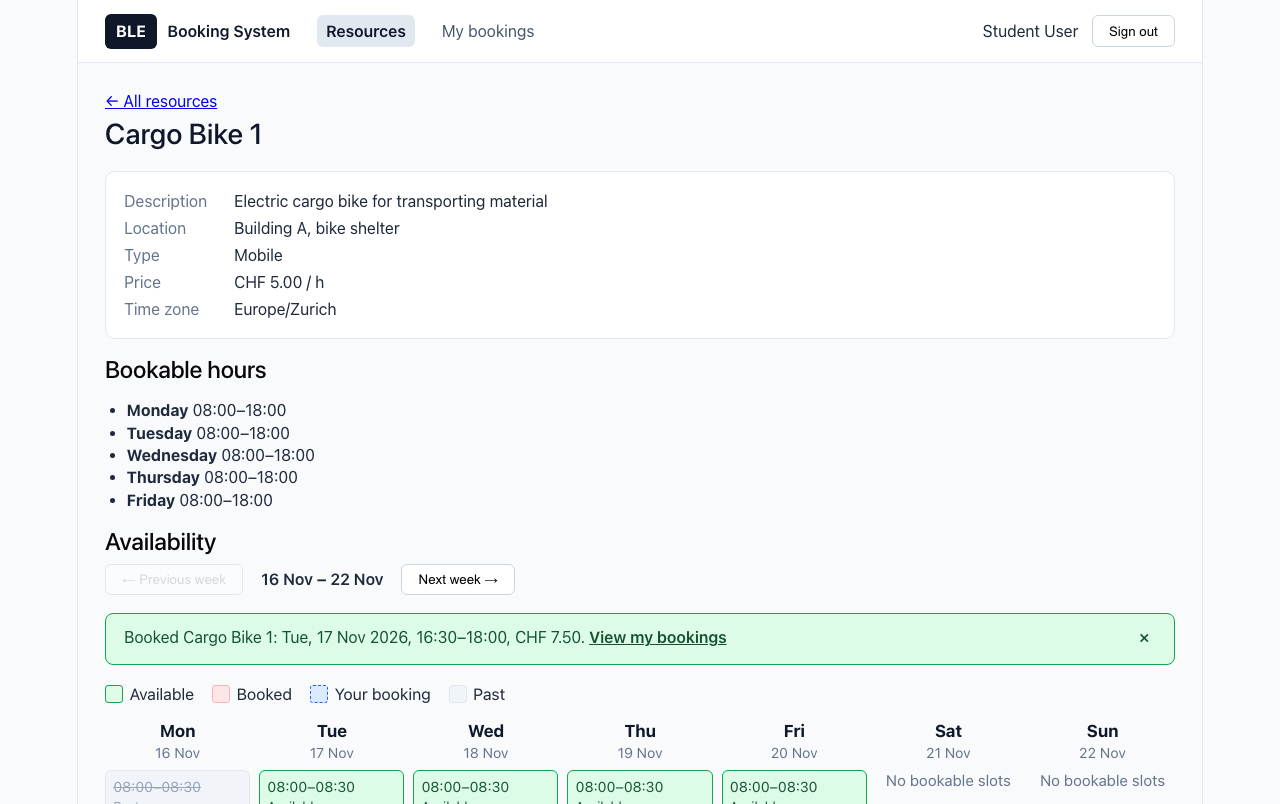 BLE Booking System Resources My bookings Student User Sign out
← All resources
Cargo Bike 1
Description Electric cargo bike for transporting material
Location Building A, bike shelter
Type Mobile
Price CHF 5.00 / h
Time zone Europe/Zurich
Bookable hours
• Monday 08:00–18:00
• Tuesday 08:00–18:00
• Wednesday 08:00–18:00
• Thursday 08:00–18:00
• Friday 08:00–18:00
Availability
← Previous week 16 Nov – 22 Nov Next week →
Booked Cargo Bike 1: Tue, 17 Nov 2026, 16:30–18:00, CHF 7.50. View my bookings ×
Available Booked Your booking Past
Mon Tue Wed Thu Fri Sat Sun
16 Nov 17 Nov 18 Nov 19 Nov 20 Nov 21 Nov 22 Nov
08:00–08:30 08:00–08:30 08:00–08:30 08:00–08:30 08:00–08:30 No bookable slots No bookable slots